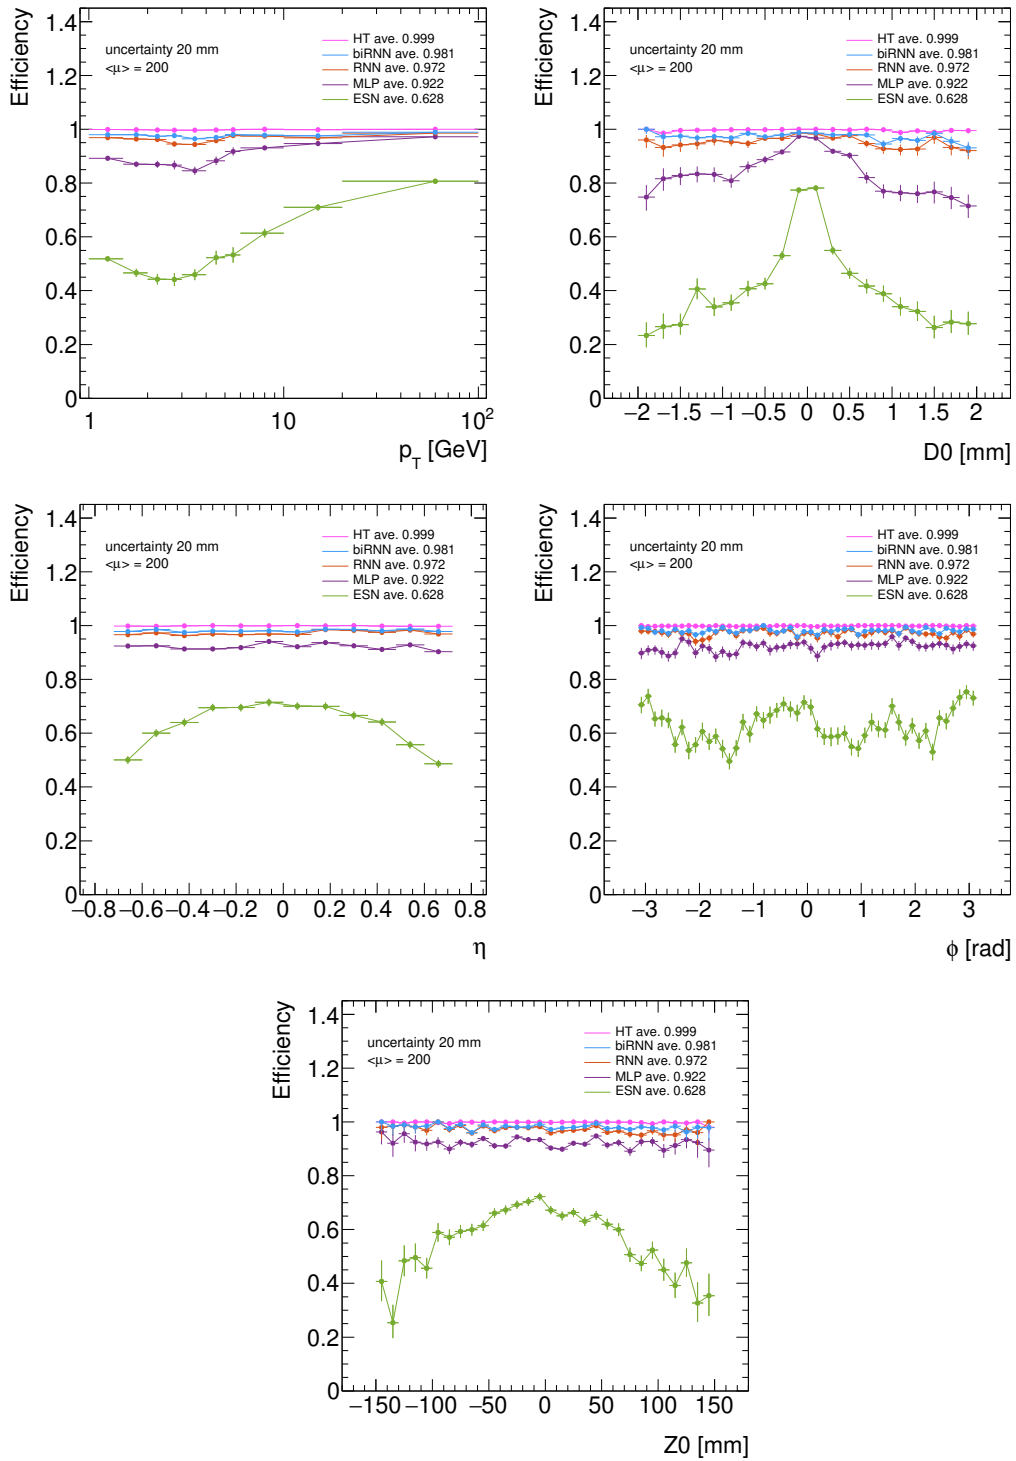 Efficiency
1.4
1.2
1
0.8
0.6
0.4
0.2
0
uncertainty 20 mm
<μ> = 200
HT ave. 0.999
biRNN ave. 0.981
RNN ave. 0.972
MLP ave. 0.922
ESN ave. 0.628
1 10 10²
p_T [GeV]
Efficiency
1.4
1.2
1
0.8
0.6
0.4
0.2
0
uncertainty 20 mm
<μ> = 200
HT ave. 0.999
biRNN ave. 0.981
RNN ave. 0.972
MLP ave. 0.922
ESN ave. 0.628
−2 −1.5 −1 −0.5 0 0.5 1 1.5 2
D0 [mm]
Efficiency
1.4
1.2
1
0.8
0.6
0.4
0.2
0
uncertainty 20 mm
<μ> = 200
HT ave. 0.999
biRNN ave. 0.981
RNN ave. 0.972
MLP ave. 0.922
ESN ave. 0.628
−0.8 −0.6 −0.4 −0.2 0 0.2 0.4 0.6 0.8
η
Efficiency
1.4
1.2
1
0.8
0.6
0.4
0.2
0
uncertainty 20 mm
<μ> = 200
HT ave. 0.999
biRNN ave. 0.981
RNN ave. 0.972
MLP ave. 0.922
ESN ave. 0.628
−3 −2 −1 0 1 2 3
ϕ [rad]
Efficiency
1.4
1.2
1
0.8
0.6
0.4
0.2
0
uncertainty 20 mm
<μ> = 200
HT ave. 0.999
biRNN ave. 0.981
RNN ave. 0.972
MLP ave. 0.922
ESN ave. 0.628
−150 −100 −50 0 50 100 150
Z0 [mm]